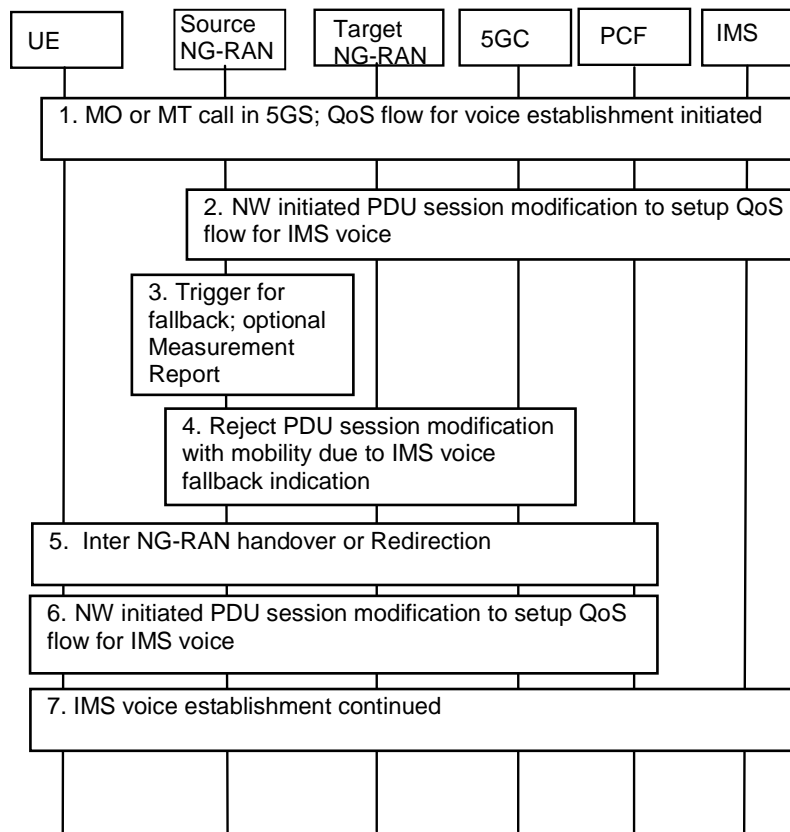 UE
Source
NG-RAN
Target
NG-RAN
5GC
PCF
IMS
1. MO or MT call in 5GS; QoS flow for voice establishment initiated
2. NW initiated PDU session modification to setup QoS
flow for IMS voice
3. Trigger for
fallback; optional
Measurement
Report
4. Reject PDU session modification
with mobility due to IMS voice
fallback indication
5. Inter NG-RAN handover or Redirection
6. NW initiated PDU session modification to setup QoS
flow for IMS voice
7. IMS voice establishment continued